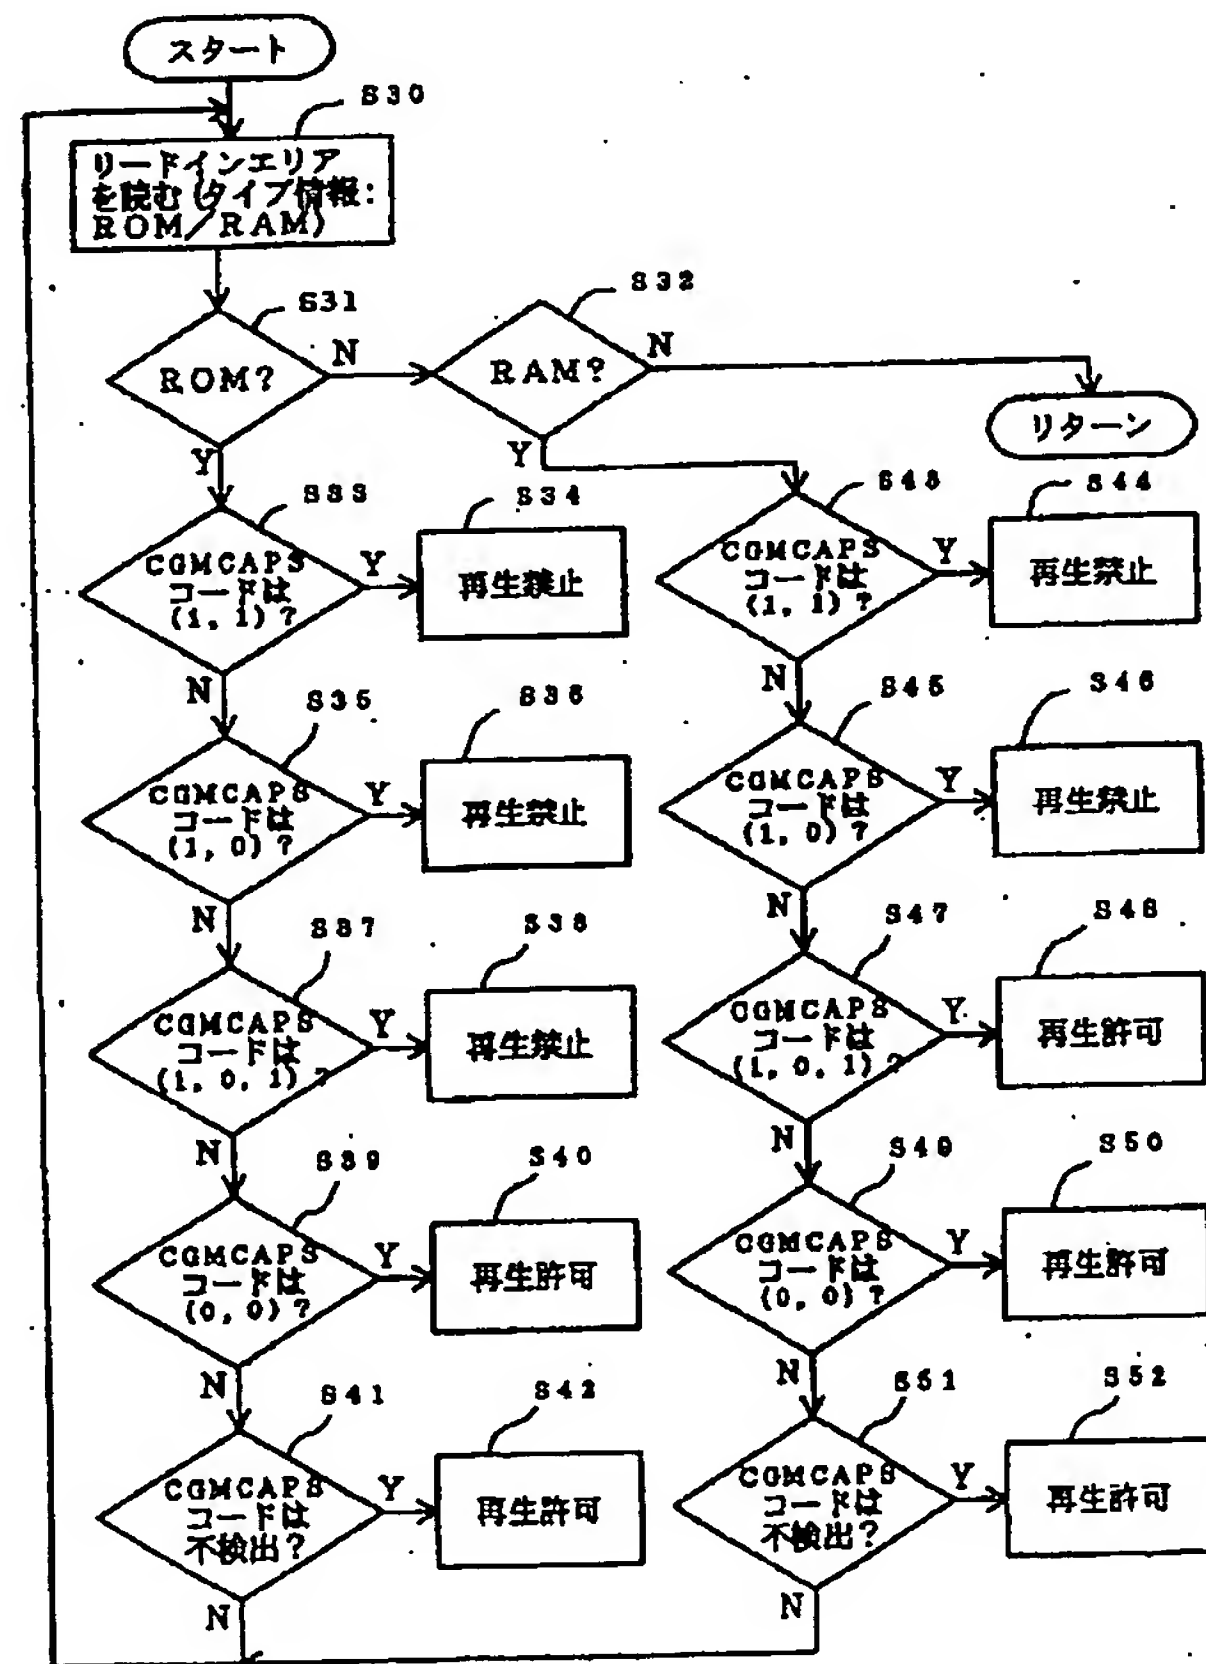 スタート
S30
リードインエリア
を読む(タイプ情報:
ROM/RAM)
S31
ROM?
N
Y
S32
RAM?
N
Y
リターン
S33
CGMCAPS
コードは
(1, 1)?
Y
N
S34
再生禁止
S35
CGMCAPS
コードは
(1, 0)?
Y
N
S36
再生禁止
S37
CGMCAPS
コードは
(1, 0, 1)?
Y
N
S38
再生禁止
S39
CGMCAPS
コードは
(0, 0)?
Y
N
S40
再生許可
S41
CGMCAPS
コードは
不検出?
Y
N
S42
再生許可
S43
CGMCAPS
コードは
(1, 1)?
Y
N
S44
再生禁止
S45
CGMCAPS
コードは
(1, 0)?
Y
N
S46
再生禁止
S47
CGMCAPS
コードは
(1, 0, 1)?
Y
N
S48
再生許可
S49
CGMCAPS
コードは
(0, 0)?
Y
N
S50
再生許可
S51
CGMCAPS
コードは
不検出?
Y
N
S52
再生許可